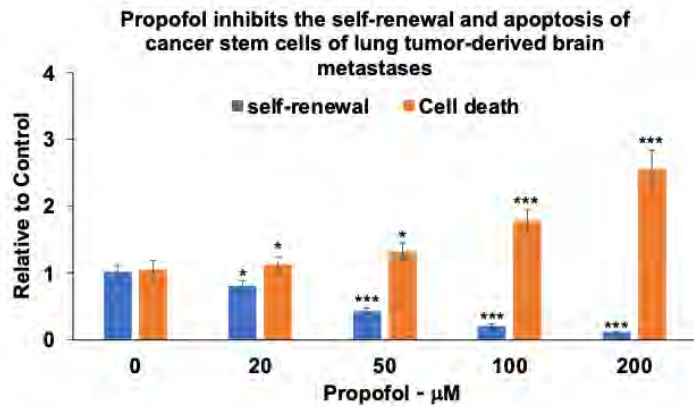 Propofol inhibits the self-renewal and apoptosis of
cancer stem cells of lung tumor-derived brain
metastases
4
self-renewal Cell death
3
2
1
0
Relative to Control
* * *** * *** *** *** ***
0 20 50 100 200
Propofol - μM